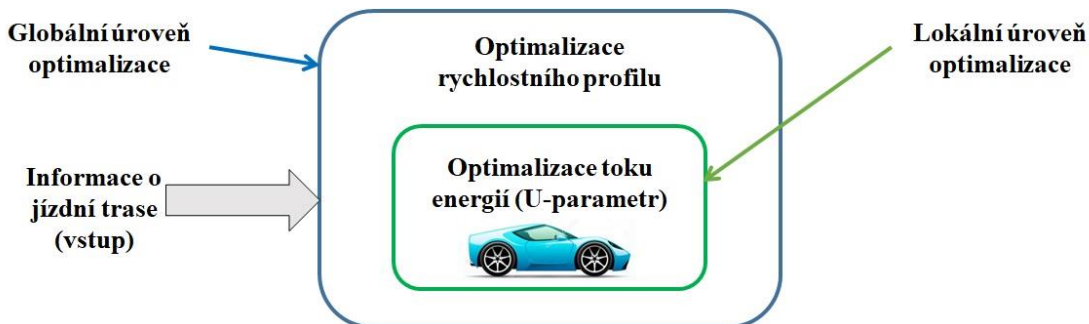 Globální úroveň
optimalizace
Optimalizace
rychlostního profilu
Lokální úroveň
optimalizace
Informace o
jízdní trase
(vstup)
Optimalizace toku
energií (U-parametr)